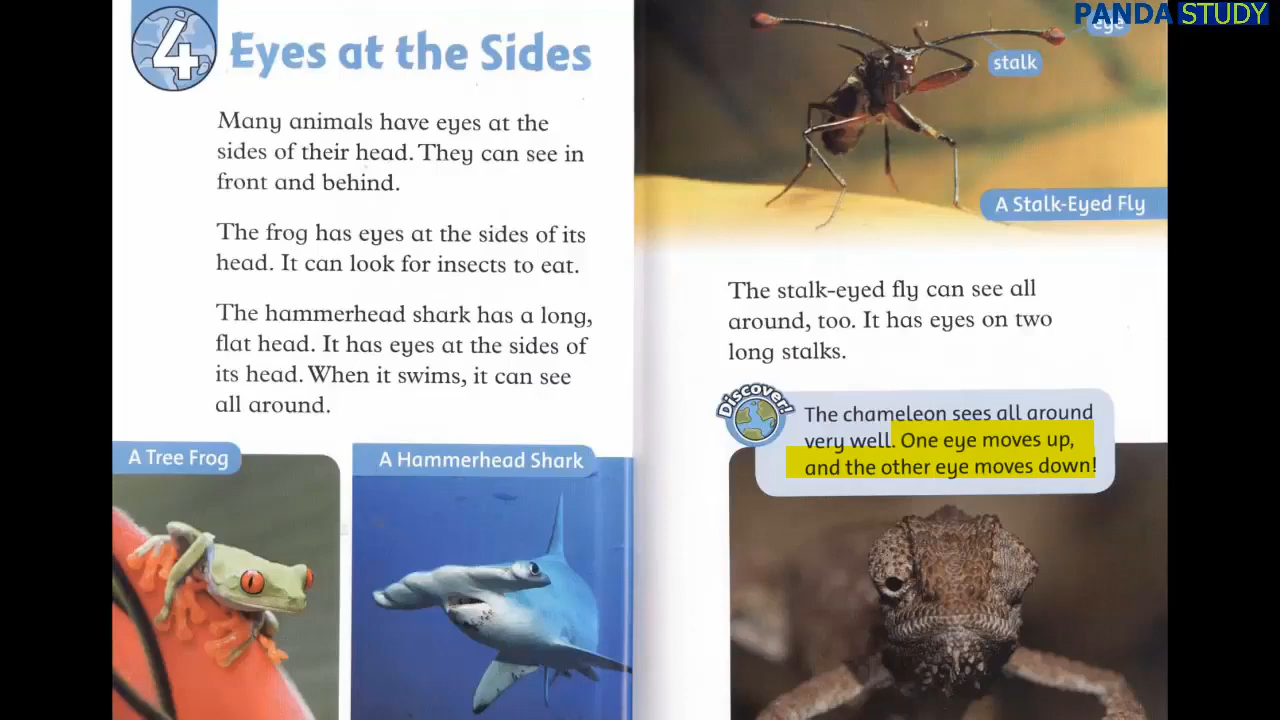 4 Eyes at the Sides
Many animals have eyes at the
sides of their head. They can see in
front and behind.
The frog has eyes at the sides of its
head. It can look for insects to eat.
The hammerhead shark has a long,
flat head. It has eyes at the sides of
its head. When it swims, it can see
all around.
A Tree Frog
A Hammerhead Shark
PANDA STUDY
eye
stalk
A Stalk-Eyed Fly
The stalk-eyed fly can see all
around, too. It has eyes on two
long stalks.
Discover!
The chameleon sees all around
very well. One eye moves up,
and the other eye moves down!